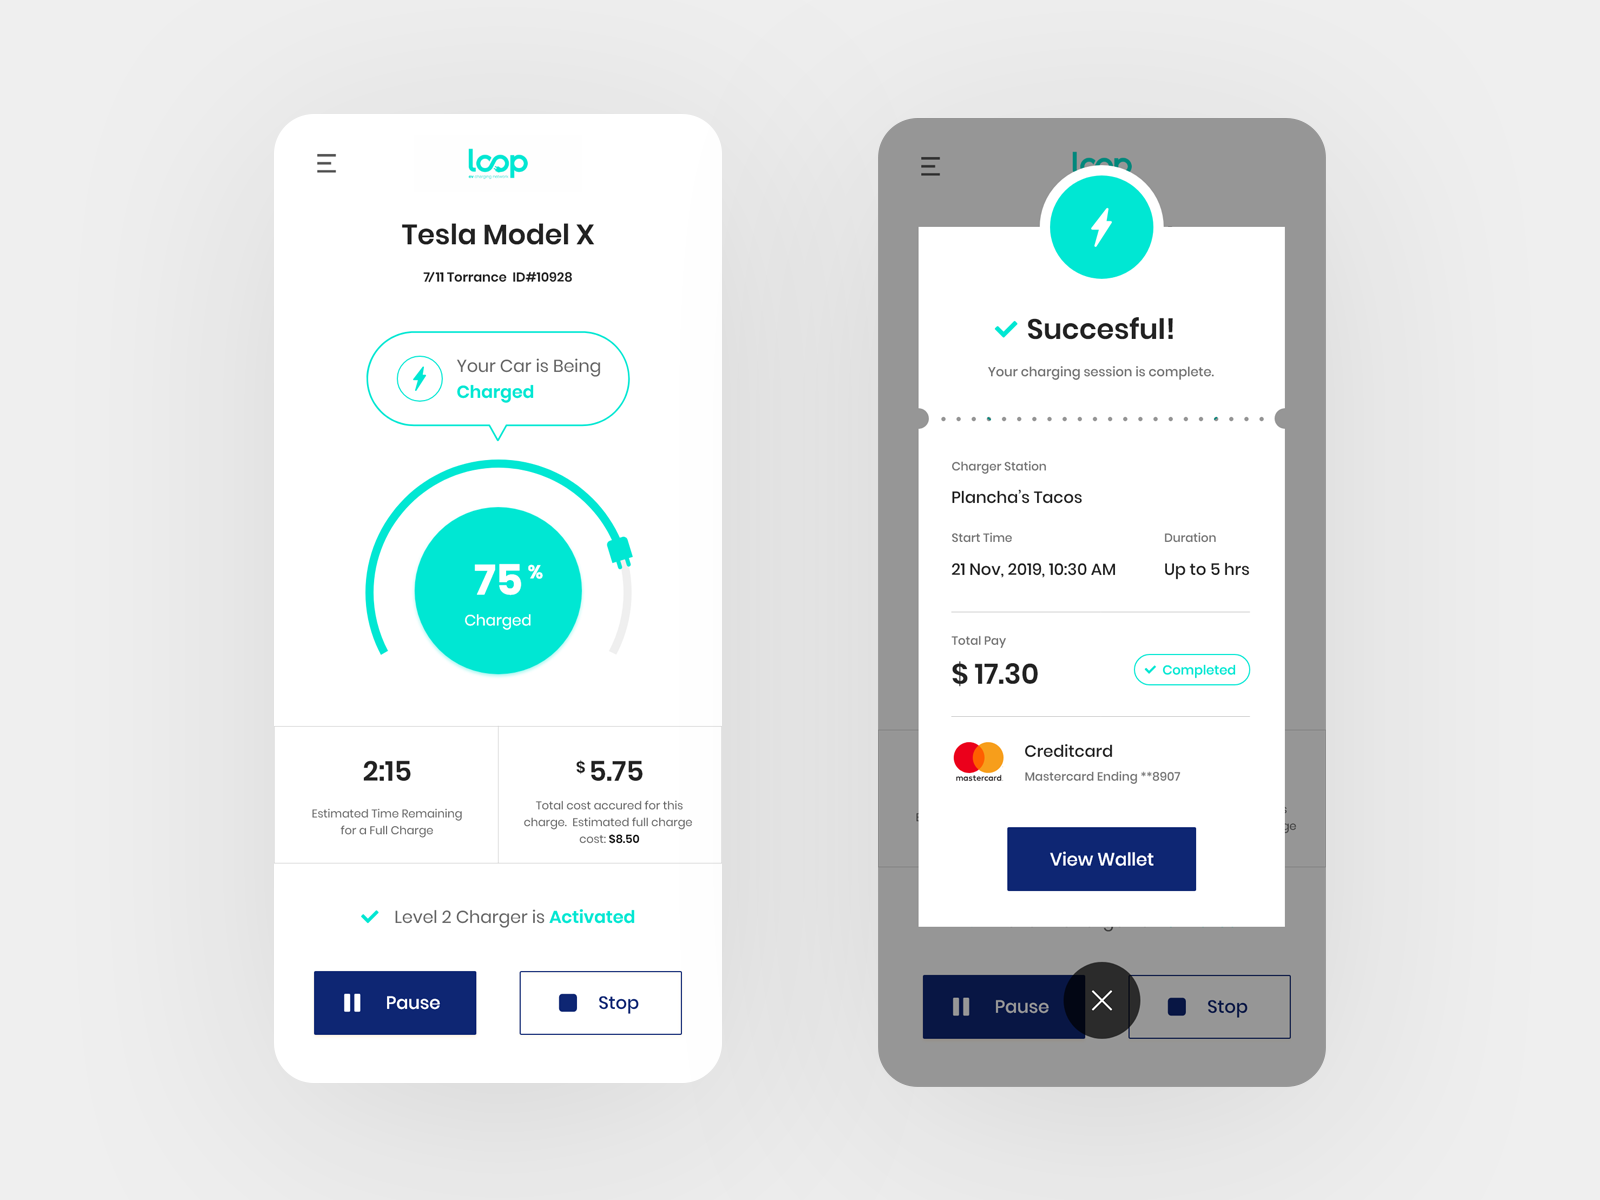 loop
Tesla Model X
7/11 Torrance ID#10928
Your Car is Being
Charged
75 %
Charged
2:15
Estimated Time Remaining
for a Full Charge
$ 5.75
Total cost accured for this
charge. Estimated full charge
cost: $8.50
Level 2 Charger is Activated
Pause
Stop
loop
Succesful!
Your charging session is complete.
Charger Station
Plancha's Tacos
Start Time
Duration
21 Nov, 2019, 10:30 AM
Up to 5 hrs
Total Pay
$ 17.30
Completed
mastercard
Creditcard
Mastercard Ending **8907
View Wallet
Pause
Stop